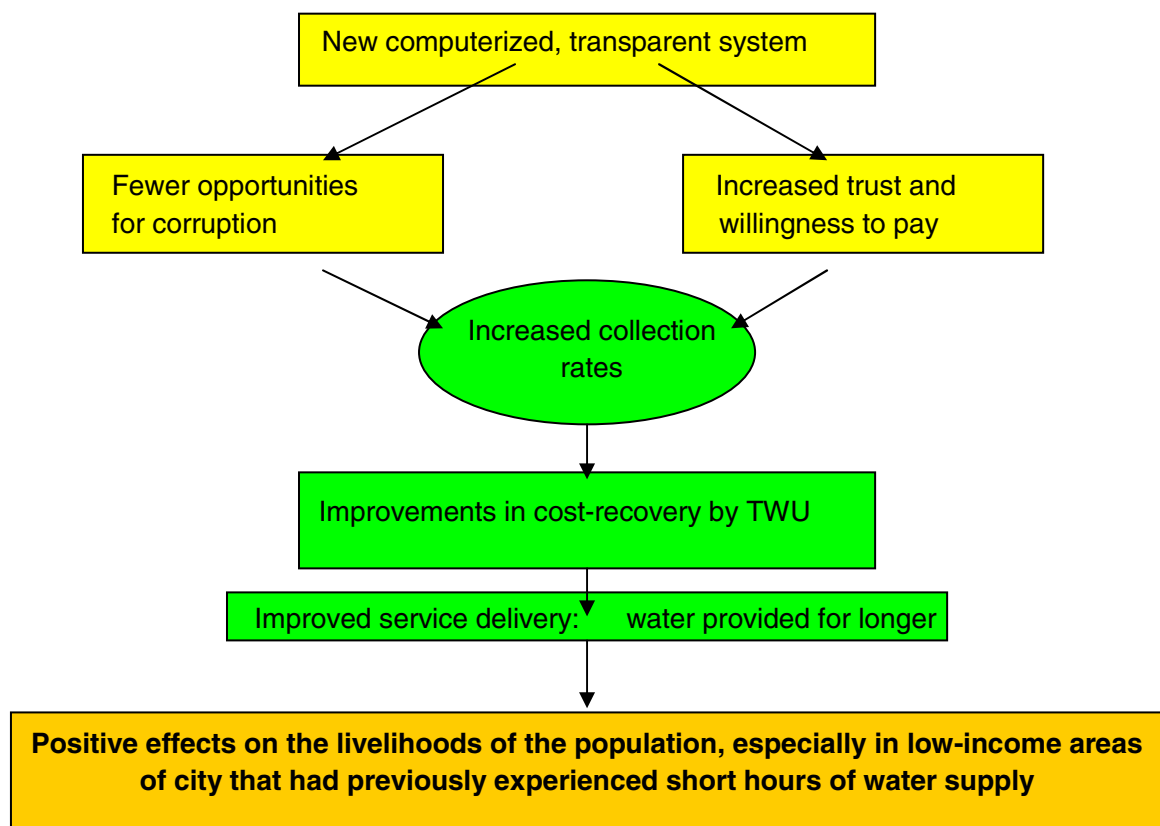 New computerized, transparent system
Fewer opportunities
for corruption
Increased trust and
willingness to pay
Increased collection
rates
Improvements in cost-recovery by TWU
Improved service delivery: water provided for longer
Positive effects on the livelihoods of the population, especially in low-income areas
of city that had previously experienced short hours of water supply